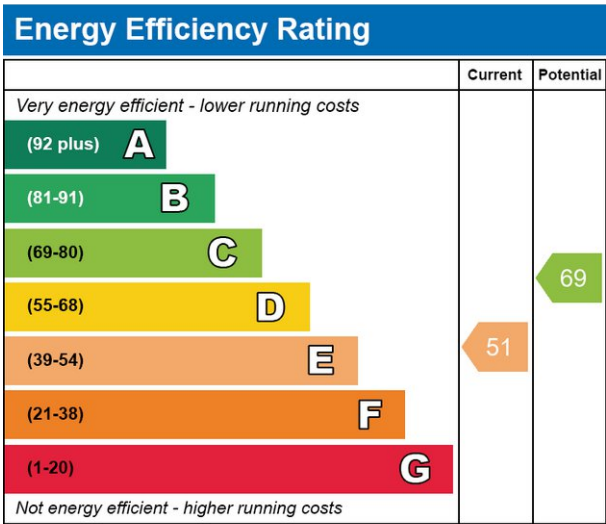 Energy Efficiency Rating
Current Potential
Very energy efficient - lower running costs
(92 plus) A
(81-91) B
(69-80) C
69
(55-68) D
(39-54) E
51
(21-38) F
(1-20) G
Not energy efficient - higher running costs